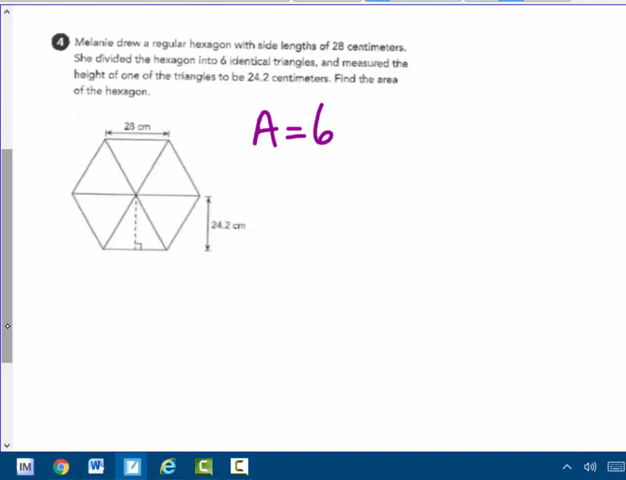 4 Melanie drew a regular hexagon with side lengths of 28 centimeters.
She divided the hexagon into 6 identical triangles, and measured the
height of one of the triangles to be 24.2 centimeters. Find the area
of the hexagon.
28 cm
A=6
24.2 cm
IM
W
e
C
C